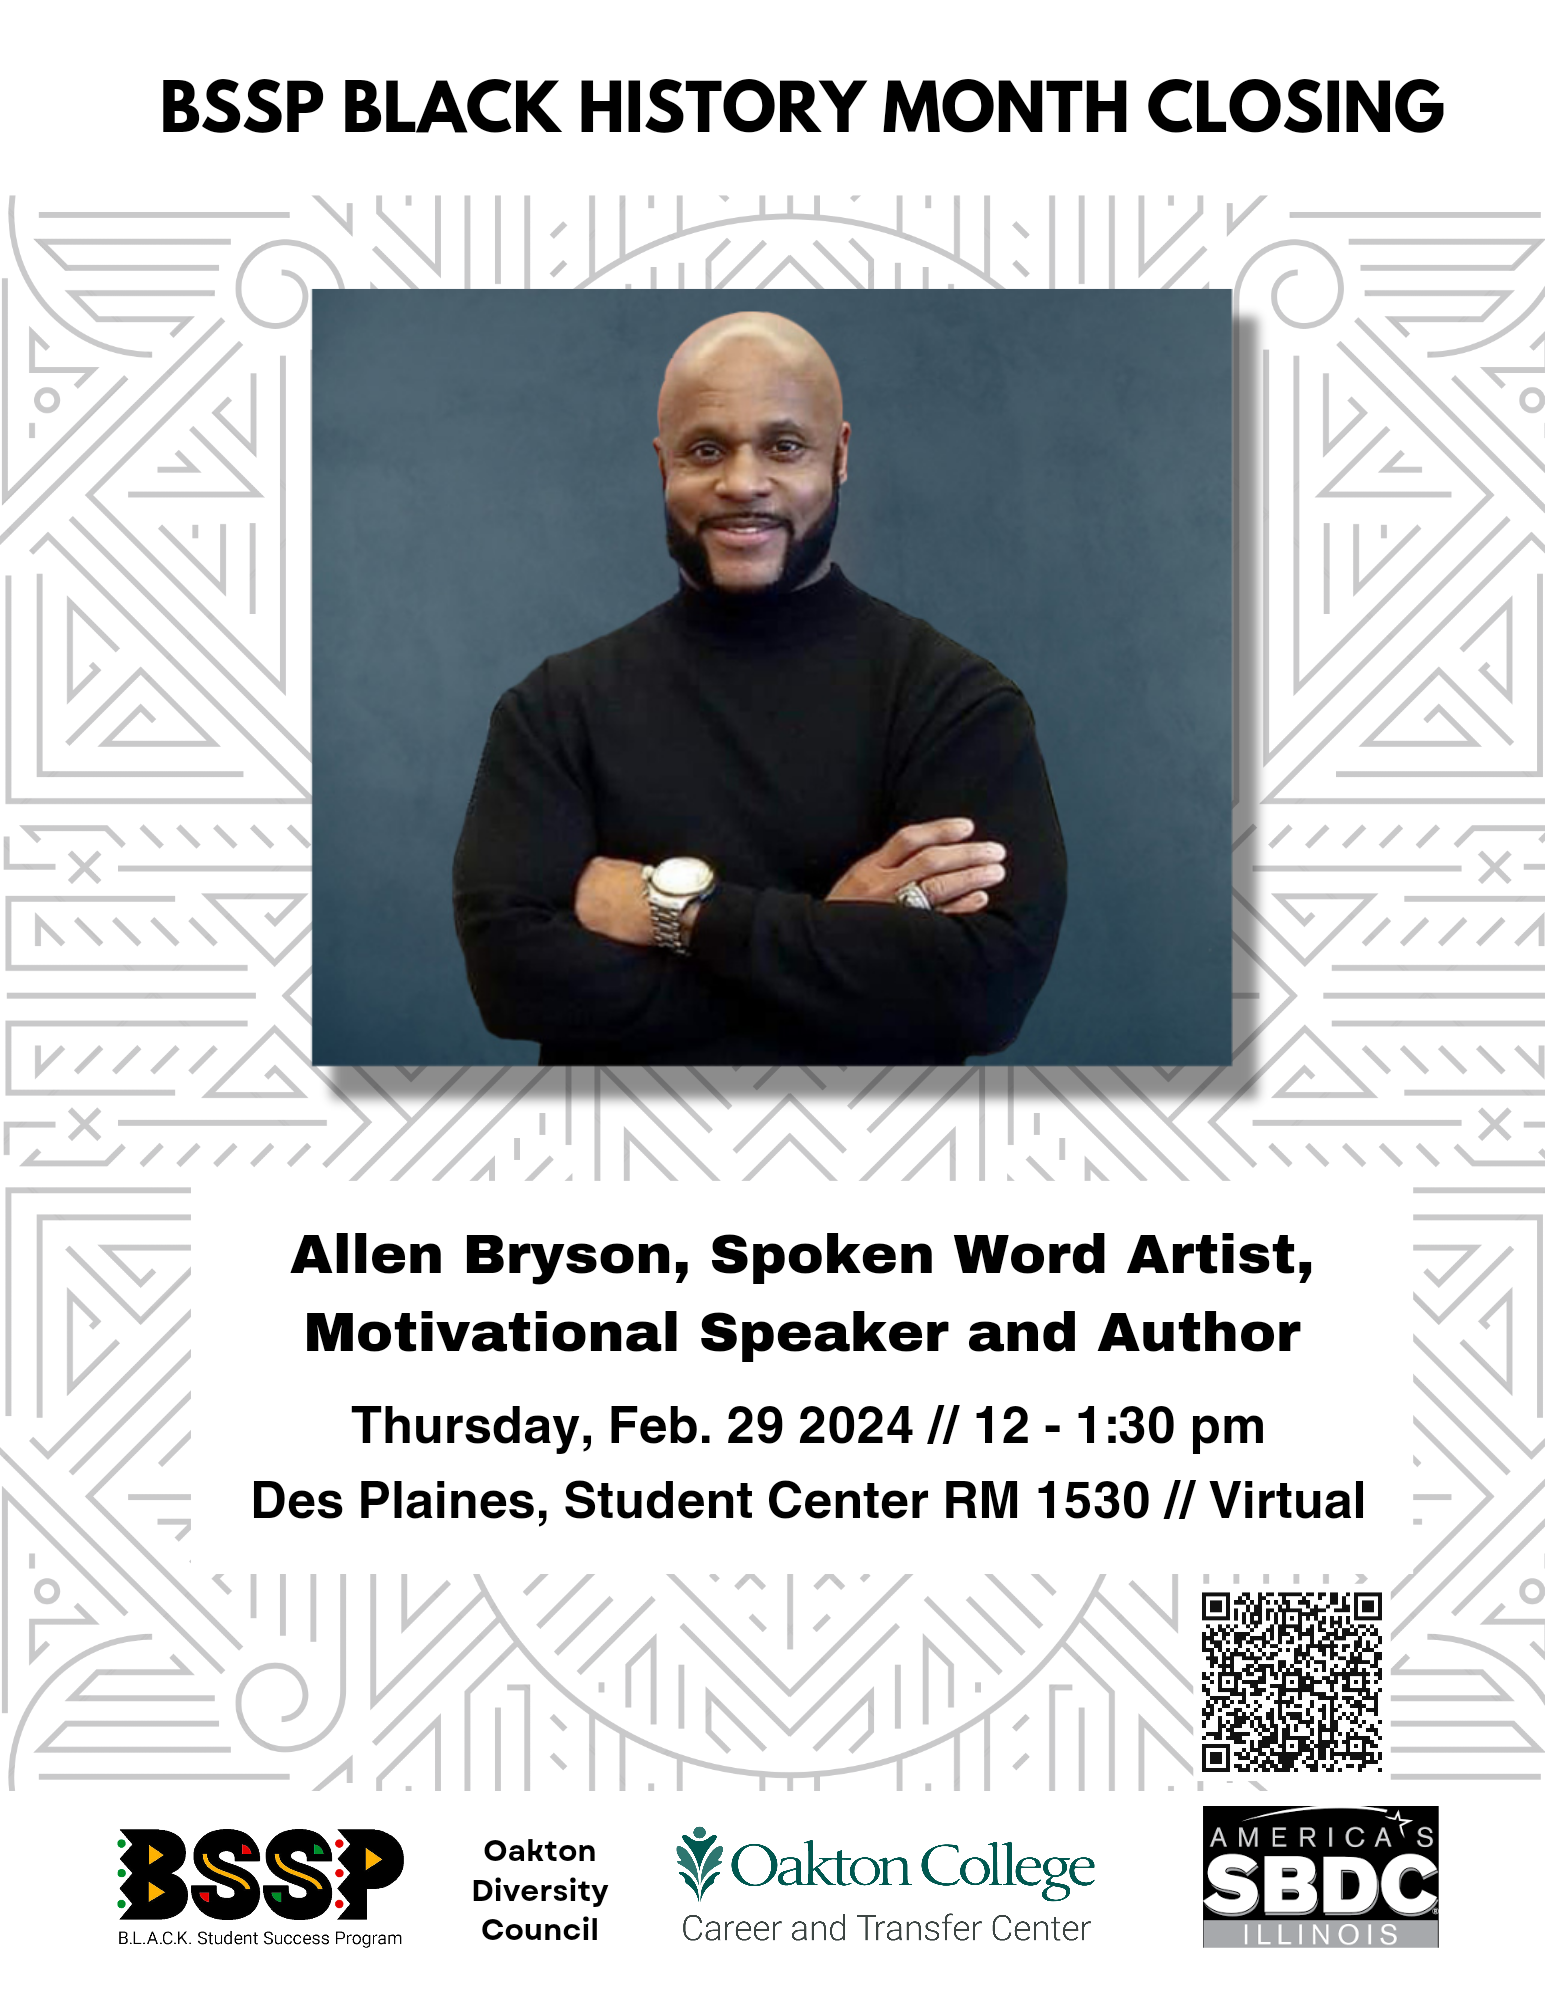 BSSP BLACK HISTORY MONTH CLOSING
Allen Bryson, Spoken Word Artist,
Motivational Speaker and Author
Thursday, Feb. 29 2024 // 12 - 1:30 pm
Des Plaines, Student Center RM 1530 // Virtual
BSSP
B.L.A.C.K. Student Success Program
Oakton
Diversity
Council
Oakton College
Career and Transfer Center
AMERICA'S
SBDC®
ILLINOIS